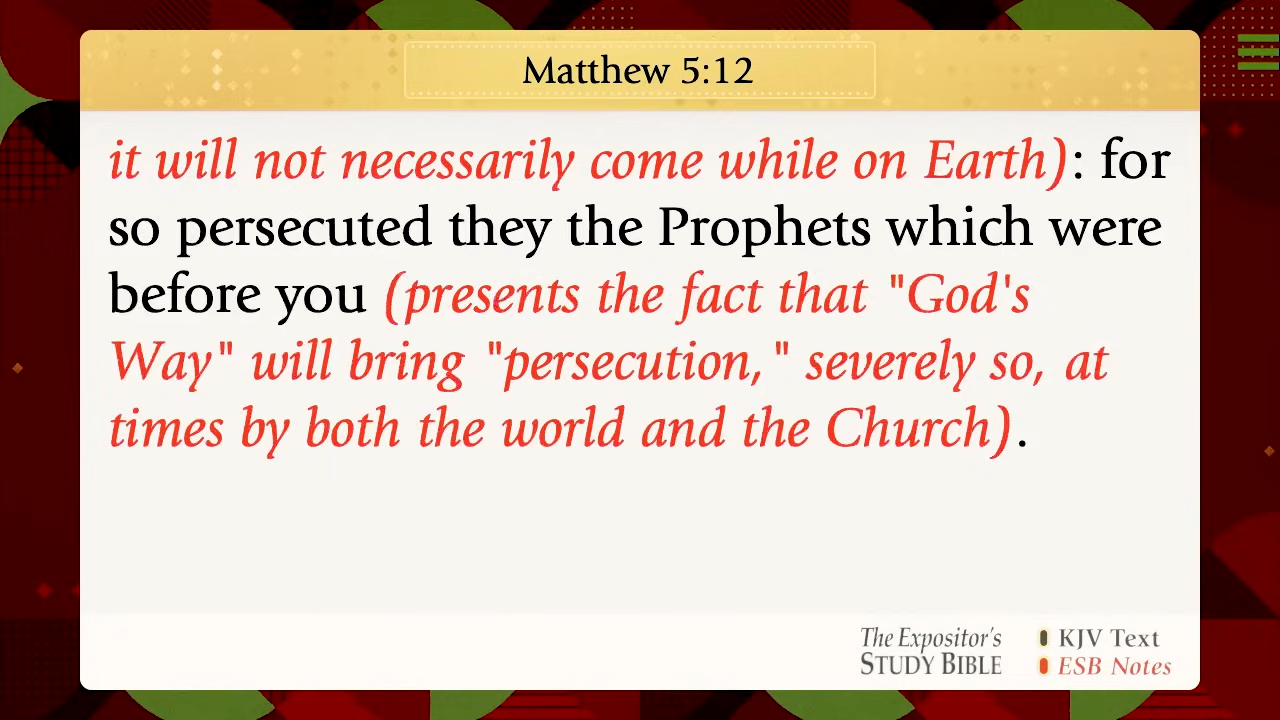 Matthew 5:12
it will not necessarily come while on Earth): for
so persecuted they the Prophets which were
before you (presents the fact that "God's
Way" will bring "persecution," severely so, at
times by both the world and the Church).
The Expositor's
STUDY BIBLE
KJV Text
ESB Notes